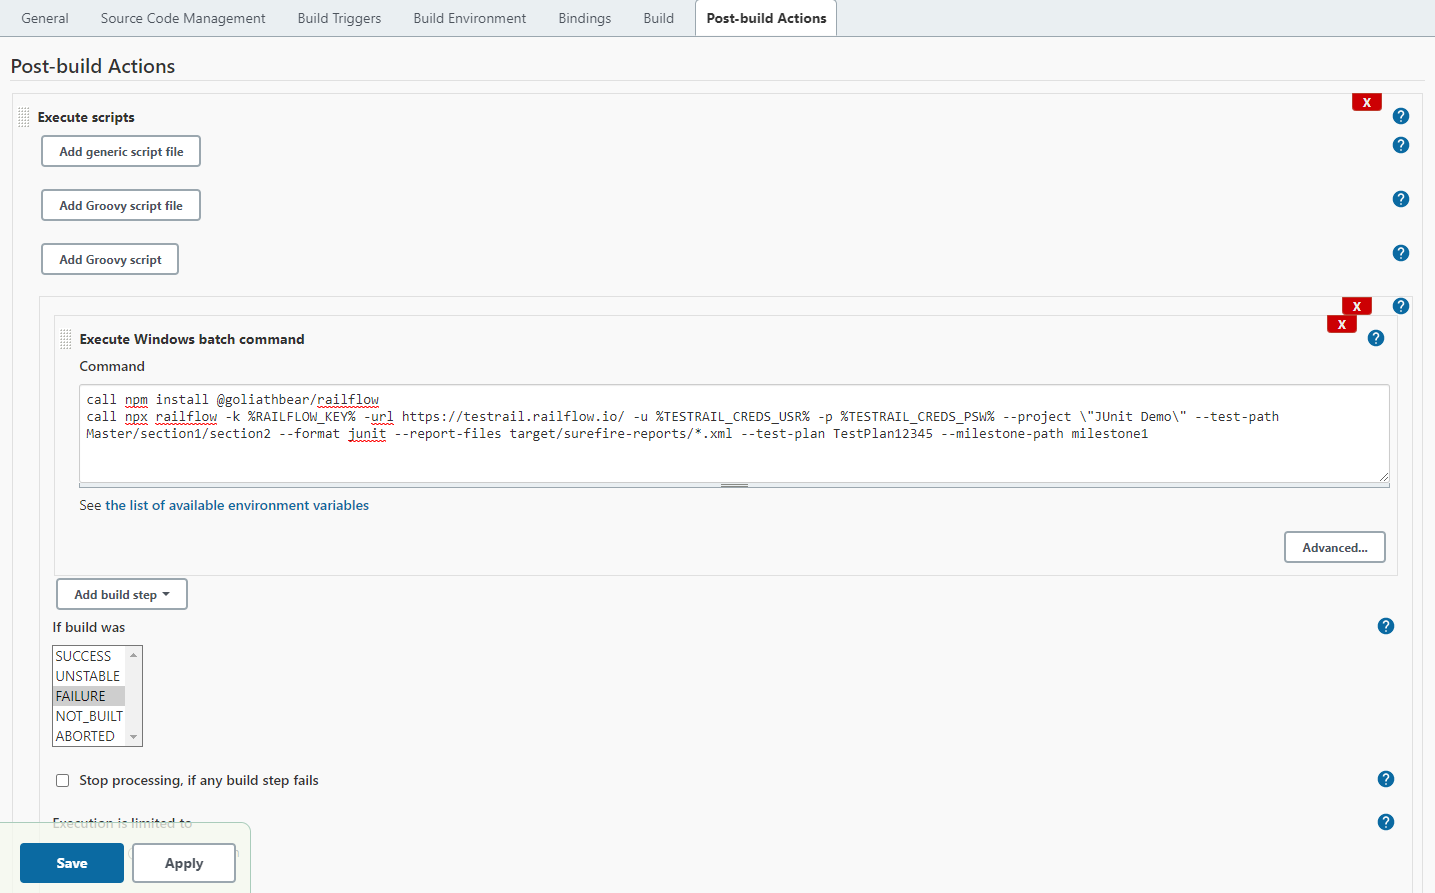 General Source Code Management Build Triggers Build Environment Bindings Build Post-build Actions
Post-build Actions
X
Execute scripts ?
Add generic script file ?
Add Groovy script file ?
Add Groovy script ?
X ?
X
Execute Windows batch command ?
Command
call npm install @goliathbear/railflow
call npx railflow -k %RAILFLOW_KEY% -url https://testrail.railflow.io/ -u %TESTRAIL_CREDS_USR% -p %TESTRAIL_CREDS_PSW% --project \"JUnit Demo\" --test-path
Master/section1/section2 --format junit --report-files target/surefire-reports/*.xml --test-plan TestPlan12345 --milestone-path milestone1
See the list of available environment variables
Advanced...
Add build step
If build was ?
SUCCESS
UNSTABLE
FAILURE
NOT_BUILT
ABORTED
Stop processing, if any build step fails ?
Execution is limited to ?
Save Apply